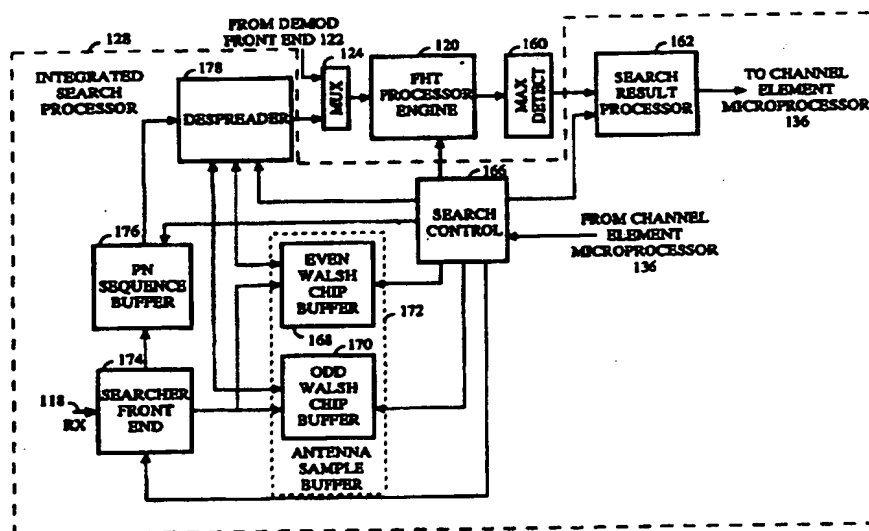 128
INTEGRATED
SEARCH
PROCESSOR
FROM DEMOD
FRONT END 122
178
DESPREADER
124
MUX
120
FHT
PROCESSOR
ENGINE
160
MAX
DETECT
162
SEARCH
RESULT
PROCESSOR
TO CHANNEL
ELEMENT
MICROPROCESSOR
136
166
SEARCH
CONTROL
FROM CHANNEL
ELEMENT
MICROPROCESSOR
136
176
PN
SEQUENCE
BUFFER
EVEN
WALSH
CHIP
BUFFER
168
172
170
ODD
WALSH
CHIP
BUFFER
174
SEARCHER
FRONT
END
118
RX
ANTENNA
SAMPLE
BUFFER